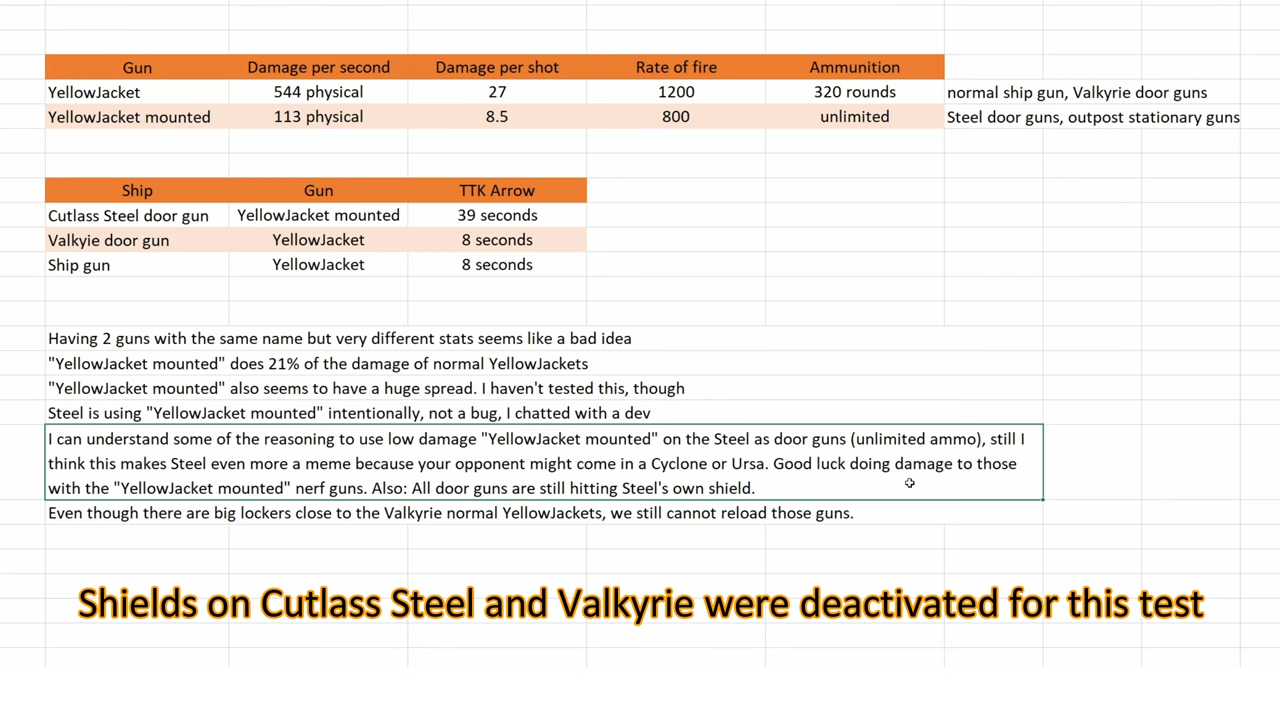 Gun Damage per second Damage per shot Rate of fire Ammunition
YellowJacket 544 physical 27 1200 320 rounds normal ship gun, Valkyrie door guns
YellowJacket mounted 113 physical 8.5 800 unlimited Steel door guns, outpost stationary guns
Ship Gun TTK Arrow
Cutlass Steel door gun YellowJacket mounted 39 seconds
Valkyie door gun YellowJacket 8 seconds
Ship gun YellowJacket 8 seconds
Having 2 guns with the same name but very different stats seems like a bad idea
"YellowJacket mounted" does 21% of the damage of normal YellowJackets
"YellowJacket mounted" also seems to have a huge spread. I haven't tested this, though
Steel is using "YellowJacket mounted" intentionally, not a bug, I chatted with a dev
I can understand some of the reasoning to use low damage "YellowJacket mounted" on the Steel as door guns (unlimited ammo), still I
think this makes Steel even more a meme because your opponent might come in a Cyclone or Ursa. Good luck doing damage to those
with the "YellowJacket mounted" nerf guns. Also: All door guns are still hitting Steel's own shield.
Even though there are big lockers close to the Valkyrie normal YellowJackets, we still cannot reload those guns.
Shields on Cutlass Steel and Valkyrie were deactivated for this test